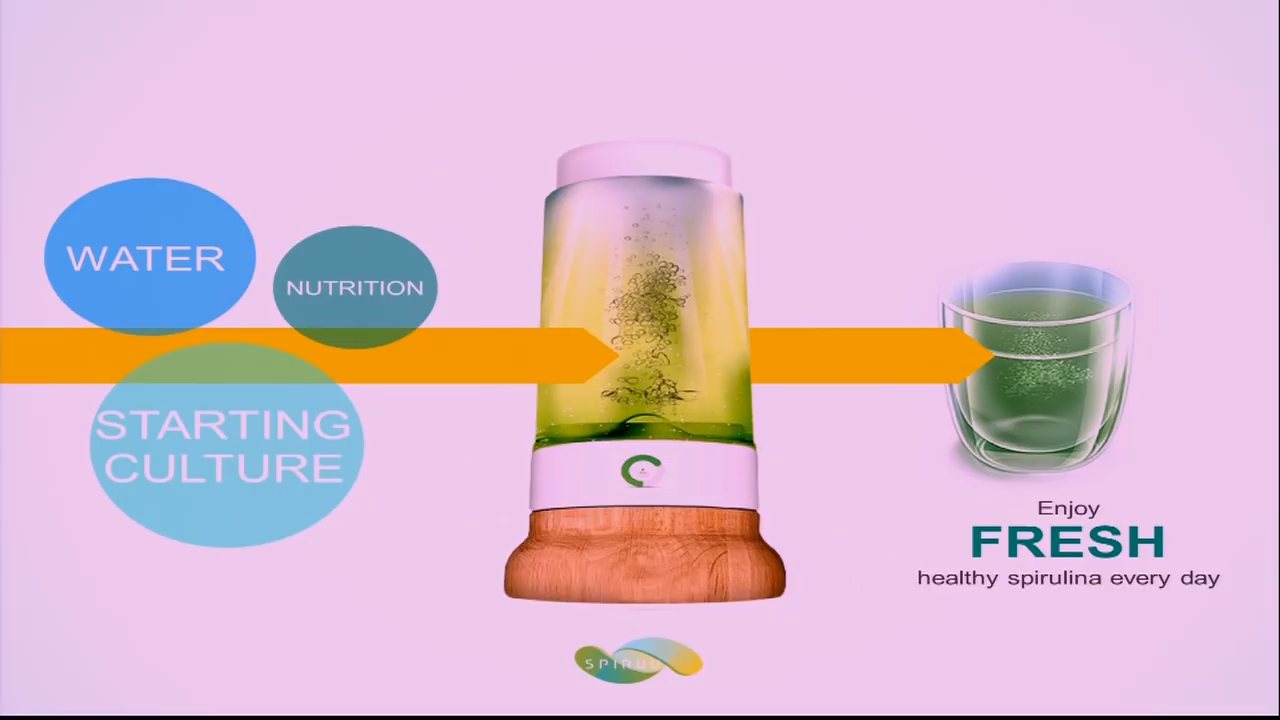 WATER
NUTRITION
STARTING
CULTURE
Enjoy
FRESH
healthy spirulina every day